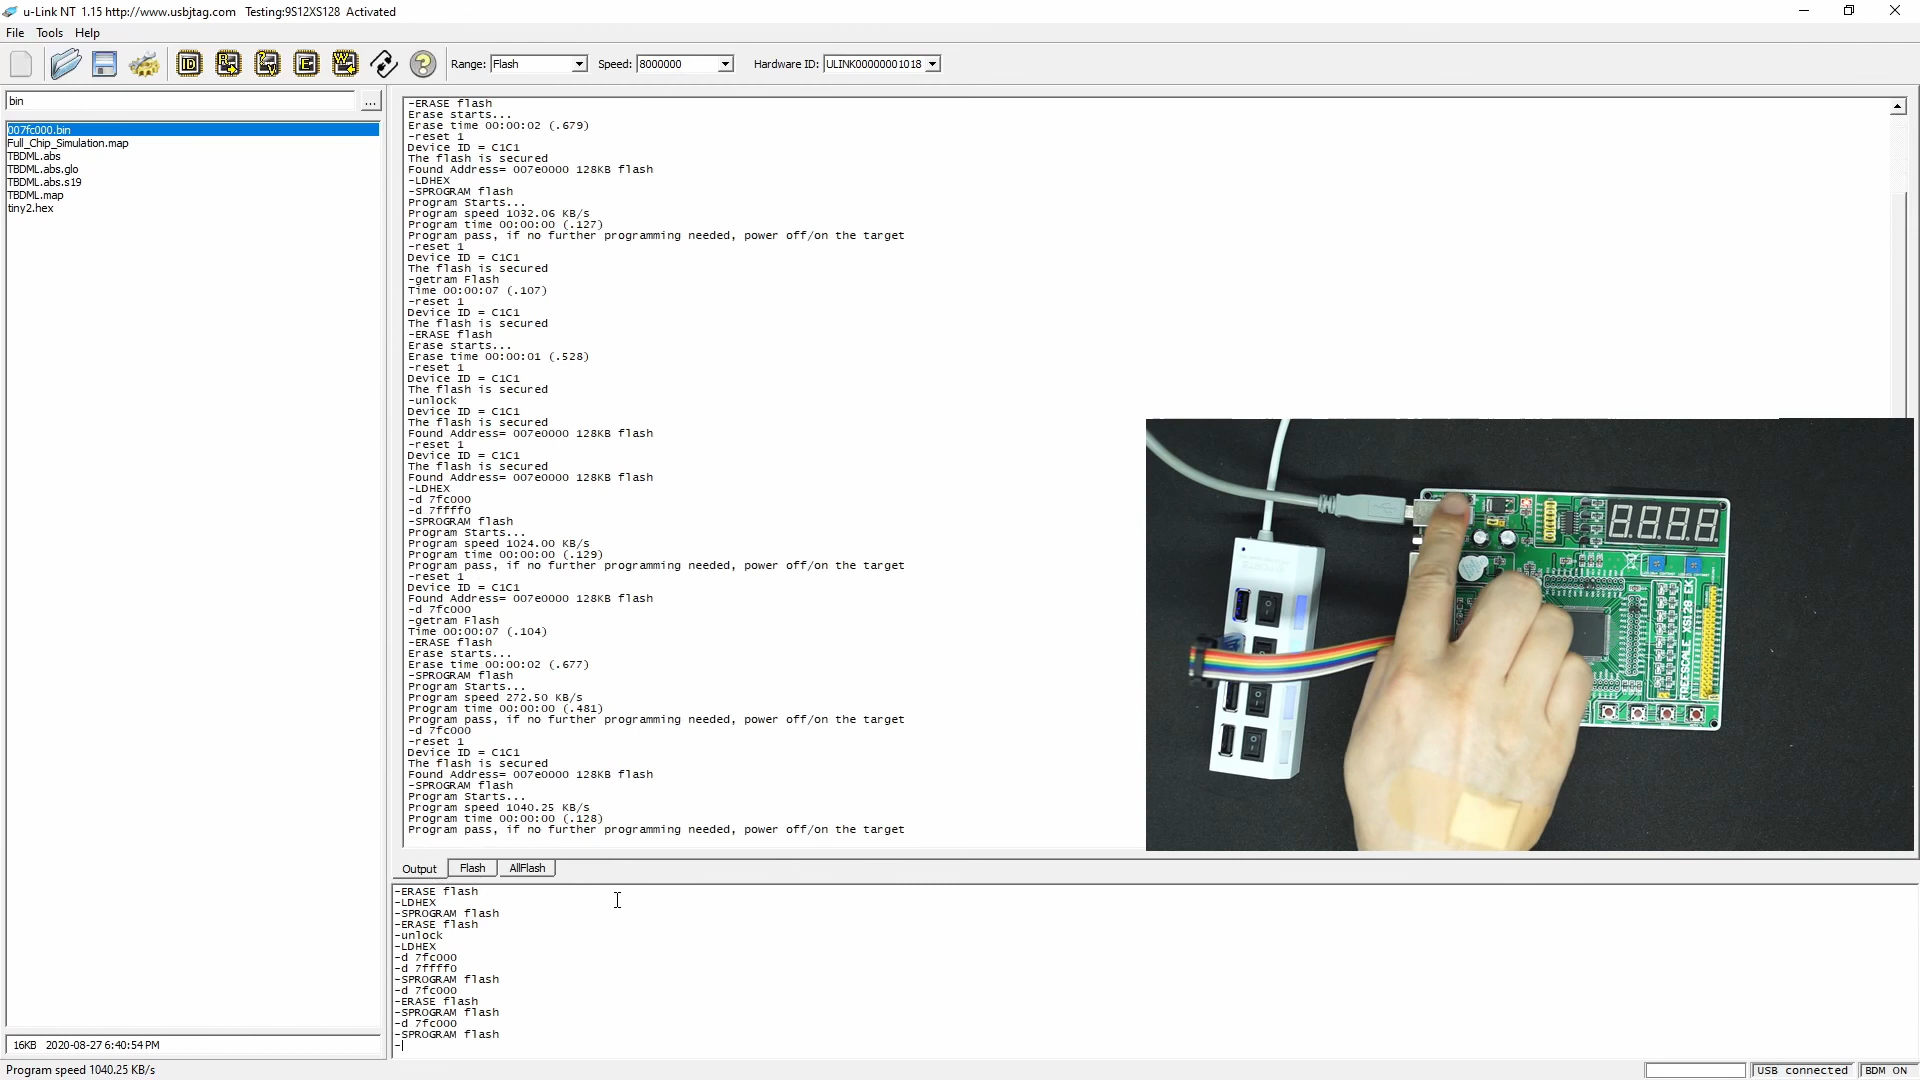 u-Link NT 1.15 http://www.usbjtag.com Testing:9S12XS128 Activated
File Tools Help
ID R V E W
Range: Flash Speed: 8000000 Hardware ID: ULINK00000001018
bin ...
007fc000.bin
Full_Chip_Simulation.map
TBDML.abs
TBDML.abs.glo
TBDML.abs.s19
TBDML.map
tiny2.hex
16KB 2020-08-27 6:40:54 PM
-ERASE flash
Erase starts...
Erase time 00:00:02 (.679)
-reset 1
Device ID = C1C1
The flash is secured
Found Address= 007e0000 128KB flash
-LDHEX
-SPROGRAM flash
Program Starts...
Program speed 1032.06 KB/s
Program time 00:00:00 (.127)
Program pass, if no further programming needed, power off/on the target
-reset 1
Device ID = C1C1
The flash is secured
-getram Flash
Time 00:00:07 (.107)
-reset 1
Device ID = C1C1
The flash is secured
-ERASE flash
Erase starts...
Erase time 00:00:01 (.528)
-reset 1
Device ID = C1C1
The flash is secured
-unlock
Device ID = C1C1
The flash is secured
Found Address= 007e0000 128KB flash
-reset 1
Device ID = C1C1
The flash is secured
Found Address= 007e0000 128KB flash
-LDHEX
-d 7fc000
-d 7ffff0
-SPROGRAM flash
Program Starts...
Program speed 1024.00 KB/s
Program time 00:00:00 (.129)
Program pass, if no further programming needed, power off/on the target
-reset 1
Device ID = C1C1
Found Address= 007e0000 128KB flash
-d 7fc000
-getram Flash
Time 00:00:07 (.104)
-ERASE flash
Erase starts...
Erase time 00:00:02 (.677)
-SPROGRAM flash
Program Starts...
Program speed 272.50 KB/s
Program time 00:00:00 (.481)
Program pass, if no further programming needed, power off/on the target
-d 7fc000
-reset 1
Device ID = C1C1
The flash is secured
Found Address= 007e0000 128KB flash
-SPROGRAM flash
Program Starts...
Program speed 1040.25 KB/s
Program time 00:00:00 (.128)
Program pass, if no further programming needed, power off/on the target
FREESCALE XS128 EK
Output Flash AllFlash
-ERASE flash
-LDHEX
-SPROGRAM flash
-ERASE flash
-unlock
-LDHEX
-d 7fc000
-d 7ffff0
-SPROGRAM flash
-d 7fc000
-ERASE flash
-SPROGRAM flash
-d 7fc000
-SPROGRAM flash
-
Program speed 1040.25 KB/s USB connected BDM ON